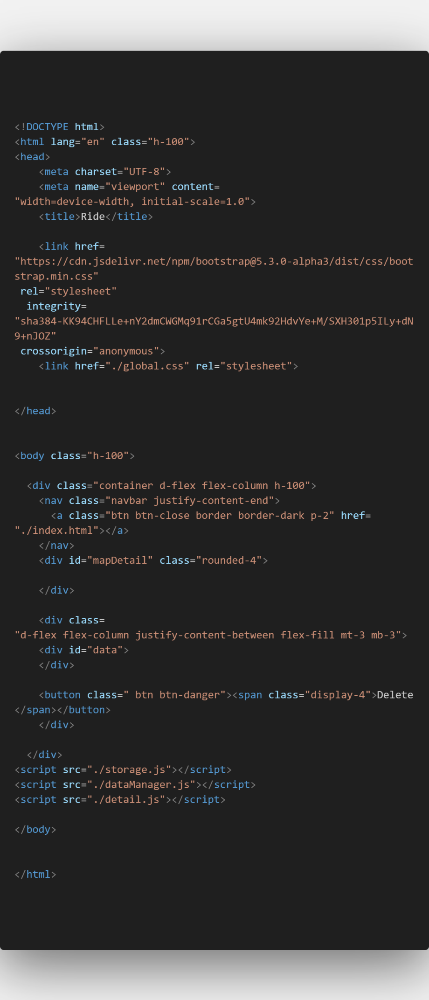 <!DOCTYPE html>
<html lang="en" class="h-100">
<head>
    <meta charset="UTF-8">
    <meta name="viewport" content=
"width=device-width, initial-scale=1.0">
    <title>Ride</title>
    <link href=
"https://cdn.jsdelivr.net/npm/bootstrap@5.3.0-alpha3/dist/css/boot
strap.min.css"
 rel="stylesheet"
  integrity=
"sha384-KK94CHFLLe+nY2dmCWGMq91rCGa5gtU4mk92HdvYe+M/SXH301p5ILy+dN
9+nJOZ"
 crossorigin="anonymous">
    <link href="./global.css" rel="stylesheet">
</head>
<body class="h-100">
  <div class="container d-flex flex-column h-100">
    <nav class="navbar justify-content-end">
      <a class="btn btn-close border border-dark p-2" href=
"./index.html"></a>
    </nav>
    <div id="mapDetail" class="rounded-4">
    </div>
    <div class=
"d-flex flex-column justify-content-between flex-fill mt-3 mb-3">
    <div id="data">
    </div>
    <button class=" btn btn-danger"><span class="display-4">Delete
</span></button>
    </div>
  </div>
<script src="./storage.js"></script>
<script src="./dataManager.js"></script>
<script src="./detail.js"></script>
</body>
</html>